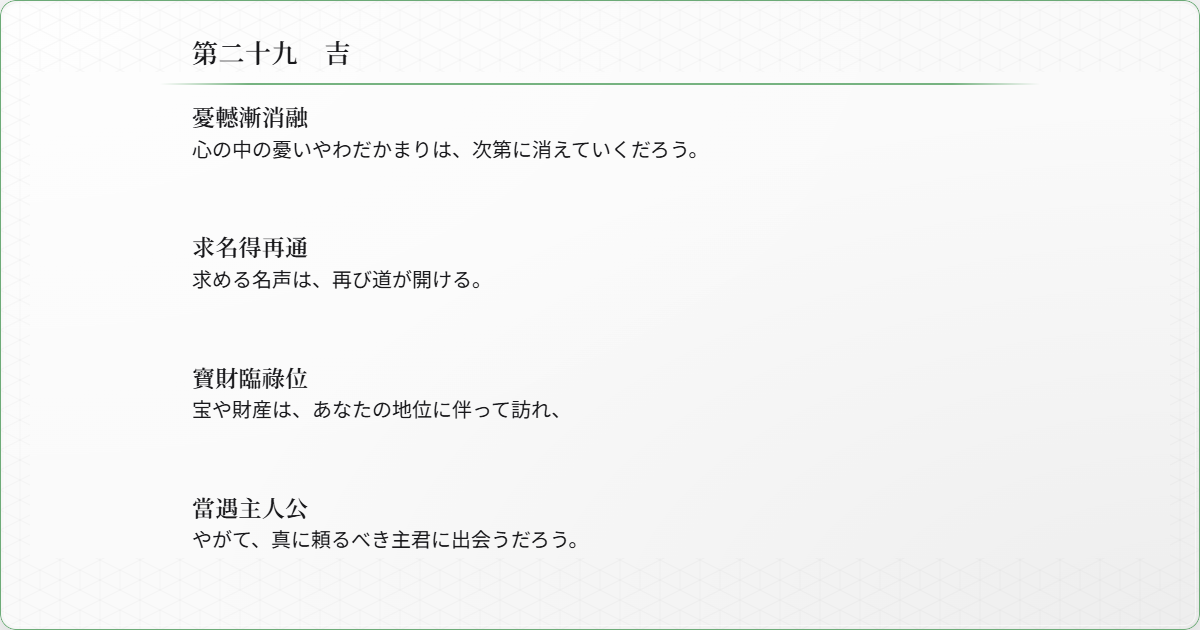 第二十九　吉
憂轗漸消融
心の中の憂いやわだかまりは、次第に消えていくだろう。
求名得再通
求める名声は、再び道が開ける。
寶財臨祿位
宝や財産は、あなたの地位に伴って訪れ、
當遇主人公
やがて、真に頼るべき主君に出会うだろう。